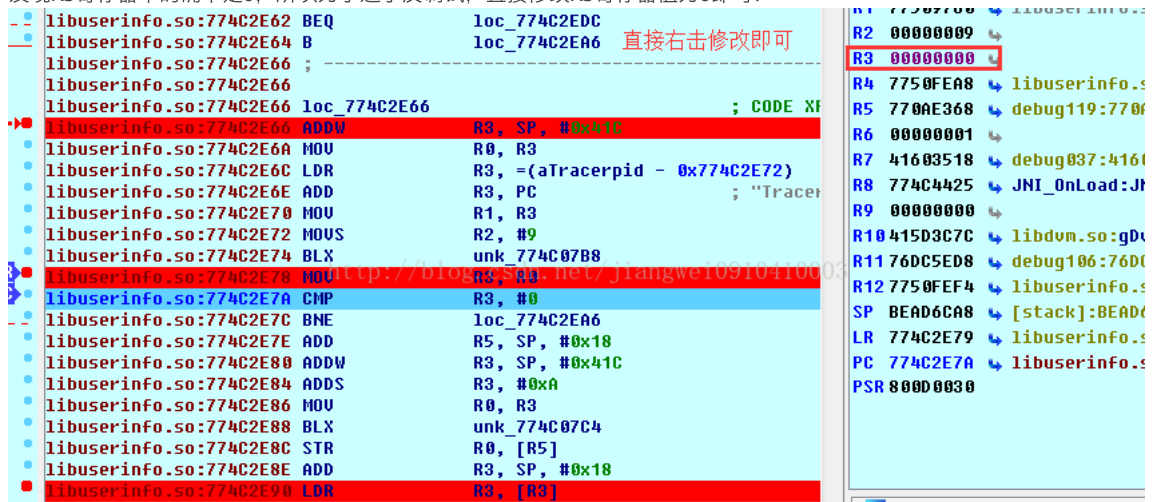 libuserinfo.so:774C2E62 BEQ loc_774C2EDC
libuserinfo.so:774C2E64 B loc_774C2EA6 直接右击修改即可
libuserinfo.so:774C2E66 ; ------------------------------------------------
libuserinfo.so:774C2E66
libuserinfo.so:774C2E66 loc_774C2E66 ; CODE
libuserinfo.so:774C2E66 ADDW R3, SP, #0x41C
libuserinfo.so:774C2E6A MOV R0, R3
libuserinfo.so:774C2E6C LDR R3, =(aTracerpid - 0x774C2E72)
libuserinfo.so:774C2E6E ADD R3, PC ; "Tracer
libuserinfo.so:774C2E70 MOV R1, R3
libuserinfo.so:774C2E72 MOVS R2, #9
libuserinfo.so:774C2E74 BLX unk_774C07B8
libuserinfo.so:774C2E78 MOV R3, R0
http://blog.csdn.net/jiangwei0910410003
libuserinfo.so:774C2E7A CMP R3, #0
libuserinfo.so:774C2E7C BNE loc_774C2EA6
libuserinfo.so:774C2E7E ADD R5, SP, #0x18
libuserinfo.so:774C2E80 ADDW R3, SP, #0x41C
libuserinfo.so:774C2E84 ADDS R3, #0xA
libuserinfo.so:774C2E86 MOV R0, R3
libuserinfo.so:774C2E88 BLX unk_774C07C4
libuserinfo.so:774C2E8C STR R0, [R5]
libuserinfo.so:774C2E8E ADD R3, SP, #0x18
libuserinfo.so:774C2E90 LDR R3, [R3]
R2 00000009
R3 00000000
R4 7750FEA8 libuserinfo.s
R5 770AE368 debug119:770A
R6 00000001
R7 41603518 debug037:4160
R8 774C4425 JNI_OnLoad:JN
R9 00000000
R10 415D3C7C libdvm.so:gDv
R11 76DC5ED8 debug106:76DC
R12 7750FEF4 libuserinfo.s
SP BEAD6CA8 [stack]:BEAD6
LR 774C2E79 libuserinfo.s
PC 774C2E7A libuserinfo.s
PSR 800D0030